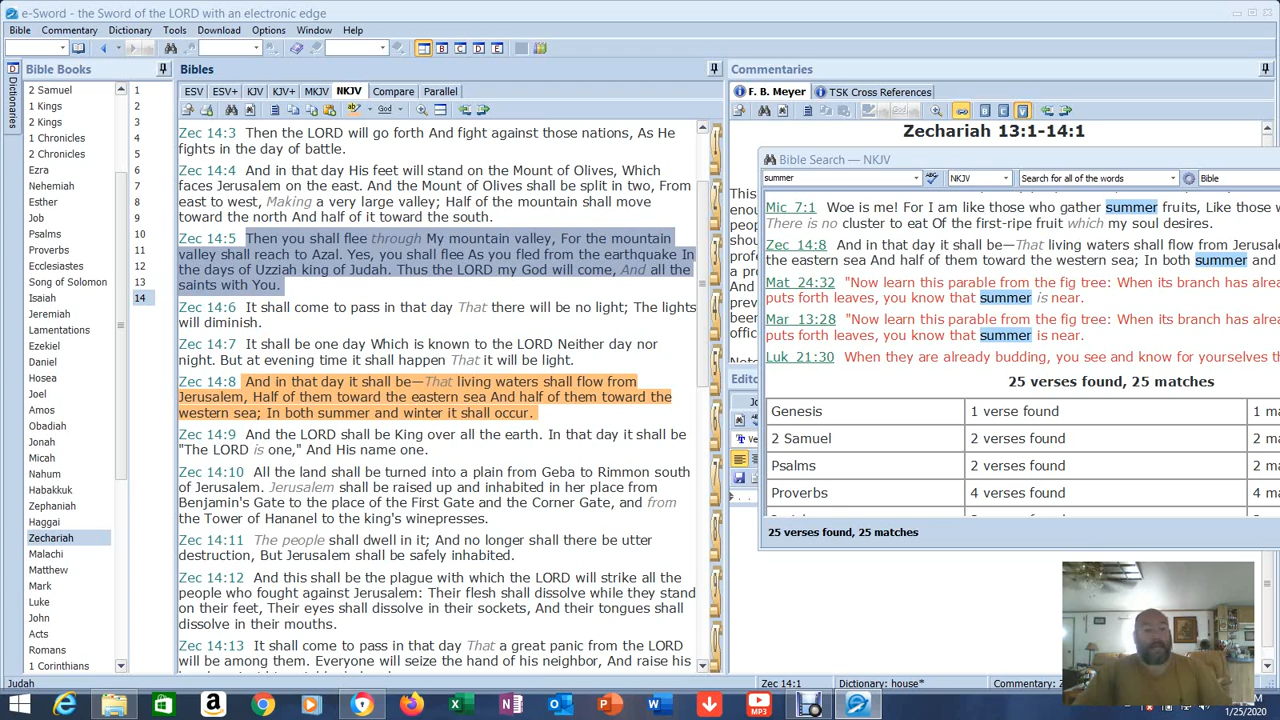 e-Sword - the Sword of the LORD with an electronic edge
Bible Commentary Dictionary Tools Download Options Window Help
B C D E
Dictionaries
Bible Books
2 Samuel
1 Kings
2 Kings
1 Chronicles
2 Chronicles
Ezra
Nehemiah
Esther
Job
Psalms
Proverbs
Ecclesiastes
Song of Solomon
Isaiah
Jeremiah
Lamentations
Ezekiel
Daniel
Hosea
Joel
Amos
Obadiah
Jonah
Micah
Nahum
Habakkuk
Zephaniah
Haggai
Zechariah
Malachi
Matthew
Mark
Luke
John
Acts
Romans
1 Corinthians
1
2
3
4
5
6
7
8
9
10
11
12
13
14
Bibles
ESV ESV+ KJV KJV+ MKJV NKJV Compare Parallel
God
Zec 14:3 Then the LORD will go forth And fight against those nations, As He
fights in the day of battle.
Zec 14:4 And in that day His feet will stand on the Mount of Olives, Which
faces Jerusalem on the east. And the Mount of Olives shall be split in two, From
east to west, Making a very large valley; Half of the mountain shall move
toward the north And half of it toward the south.
Zec 14:5 Then you shall flee through My mountain valley, For the mountain
valley shall reach to Azal. Yes, you shall flee As you fled from the earthquake In
the days of Uzziah king of Judah. Thus the LORD my God will come, And all the
saints with You.
Zec 14:6 It shall come to pass in that day That there will be no light; The lights
will diminish.
Zec 14:7 It shall be one day Which is known to the LORD Neither day nor
night. But at evening time it shall happen That it will be light.
Zec 14:8 And in that day it shall be—That living waters shall flow from
Jerusalem, Half of them toward the eastern sea And half of them toward the
western sea; In both summer and winter it shall occur.
Zec 14:9 And the LORD shall be King over all the earth. In that day it shall be
"The LORD is one," And His name one.
Zec 14:10 All the land shall be turned into a plain from Geba to Rimmon south
of Jerusalem. Jerusalem shall be raised up and inhabited in her place from
Benjamin's Gate to the place of the First Gate and the Corner Gate, and from
the Tower of Hananel to the king's winepresses.
Zec 14:11 The people shall dwell in it; And no longer shall there be utter
destruction, But Jerusalem shall be safely inhabited.
Zec 14:12 And this shall be the plague with which the LORD will strike all the
people who fought against Jerusalem: Their flesh shall dissolve while they stand
on their feet, Their eyes shall dissolve in their sockets, And their tongues shall
dissolve in their mouths.
Zec 14:13 It shall come to pass in that day That a great panic from the LORD
will be among them. Everyone will seize the hand of his neighbor, And raise his
Commentaries
F. B. Meyer TSK Cross References
B C V
Zechariah 13:1-14:1
This
enou
Edito
Bible Search — NKJV
summer NKJV Search for all of the words Bible
Mic 7:1 Woe is me! For I am like those who gather summer fruits, Like those
There is no cluster to eat Of the first-ripe fruit which my soul desires.
Zec 14:8 And in that day it shall be—That living waters shall flow from Jerusale
the eastern sea And half of them toward the western sea; In both summer and
Mat 24:32 "Now learn this parable from the fig tree: When its branch has alrea
puts forth leaves, you know that summer is near.
Mar 13:28 "Now learn this parable from the fig tree: When its branch has alrea
puts forth leaves, you know that summer is near.
Luk 21:30 When they are already budding, you see and know for yourselves
25 verses found, 25 matches
Genesis 1 verse found 1
2 Samuel 2 verses found 2
Psalms 2 verses found 2
Proverbs 4 verses found 4
25 verses found, 25 matches
Judah Zec 14:1 Dictionary: house* Commentary:
MP3
1/25/2020